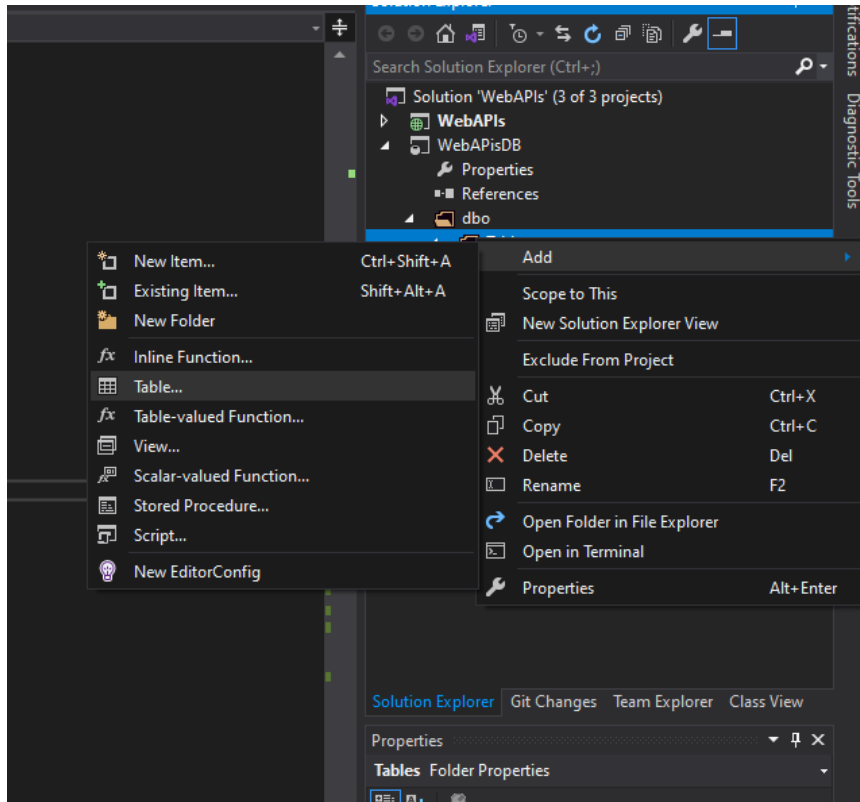 Solution Explorer
Search Solution Explorer (Ctrl+;)
Solution 'WebAPIs' (3 of 3 projects)
WebAPIs
WebAPisDB
Properties
References
dbo
New Item... Ctrl+Shift+A
Existing Item... Shift+Alt+A
New Folder
fx Inline Function...
Table...
fx Table-valued Function...
View...
Scalar-valued Function...
Stored Procedure...
Script...
New EditorConfig
Add
Scope to This
New Solution Explorer View
Exclude From Project
Cut Ctrl+X
Copy Ctrl+C
Delete Del
Rename F2
Open Folder in File Explorer
Open in Terminal
Properties Alt+Enter
Solution Explorer Git Changes Team Explorer Class View
Properties
Tables Folder Properties
tifications
Diagnostic Tools